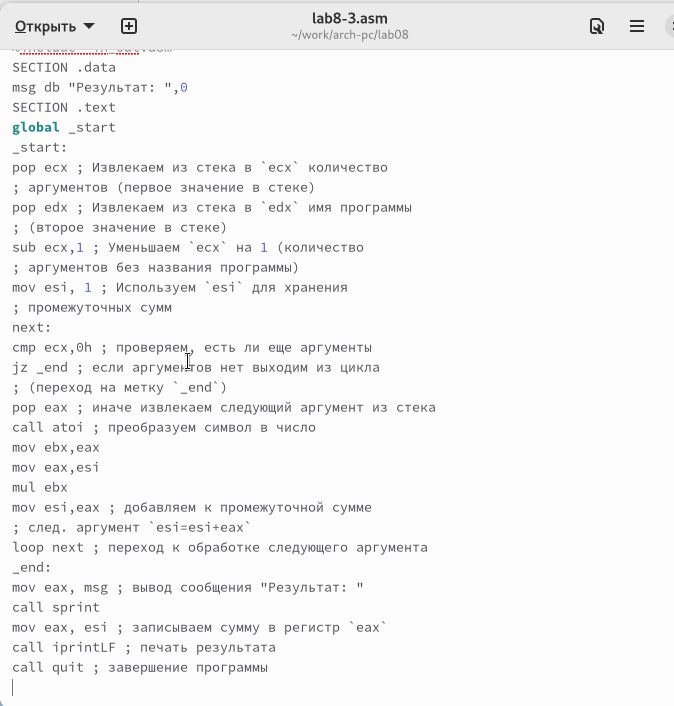 Открыть
lab8-3.asm
~/work/arch-pc/lab08
SECTION .data
msg db "Результат: ",0
SECTION .text
global _start
_start:
pop ecx ; Извлекаем из стека в `ecx` количество
; аргументов (первое значение в стеке)
pop edx ; Извлекаем из стека в `edx` имя программы
; (второе значение в стеке)
sub ecx,1 ; Уменьшаем `ecx` на 1 (количество
; аргументов без названия программы)
mov esi, 1 ; Используем `esi` для хранения
; промежуточных сумм
next:
cmp ecx,0h ; проверяем, есть ли еще аргументы
jz _end ; если аргументов нет выходим из цикла
; (переход на метку `_end`)
pop eax ; иначе извлекаем следующий аргумент из стека
call atoi ; преобразуем символ в число
mov ebx,eax
mov eax,esi
mul ebx
mov esi,eax ; добавляем к промежуточной сумме
; след. аргумент `esi=esi+eax`
loop next ; переход к обработке следующего аргумента
_end:
mov eax, msg ; вывод сообщения "Результат: "
call sprint
mov eax, esi ; записываем сумму в регистр `eax`
call iprintLF ; печать результата
call quit ; завершение программы